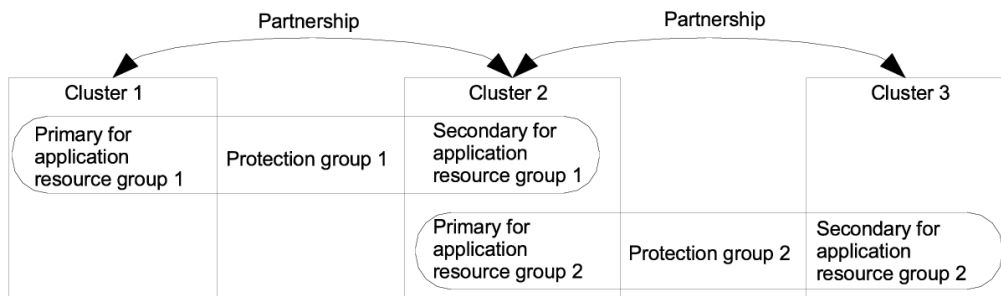 Partnership
Partnership
Cluster 1
Cluster 2
Cluster 3
Primary for
application
resource group 1
Protection group 1
Secondary for
application
resource group 1
Primary for
application
resource group 2
Protection group 2
Secondary for
application
resource group 2